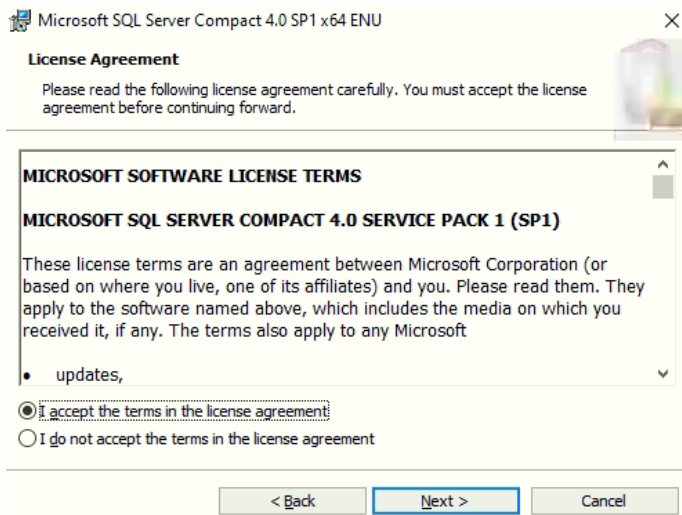 Microsoft SQL Server Compact 4.0 SP1 x64 ENU
License Agreement
Please read the following license agreement carefully. You must accept the license
agreement before continuing forward.
MICROSOFT SOFTWARE LICENSE TERMS
MICROSOFT SQL SERVER COMPACT 4.0 SERVICE PACK 1 (SP1)
These license terms are an agreement between Microsoft Corporation (or
based on where you live, one of its affiliates) and you. Please read them. They
apply to the software named above, which includes the media on which you
received it, if any. The terms also apply to any Microsoft
• updates,
I accept the terms in the license agreement
I do not accept the terms in the license agreement
< Back
Next >
Cancel